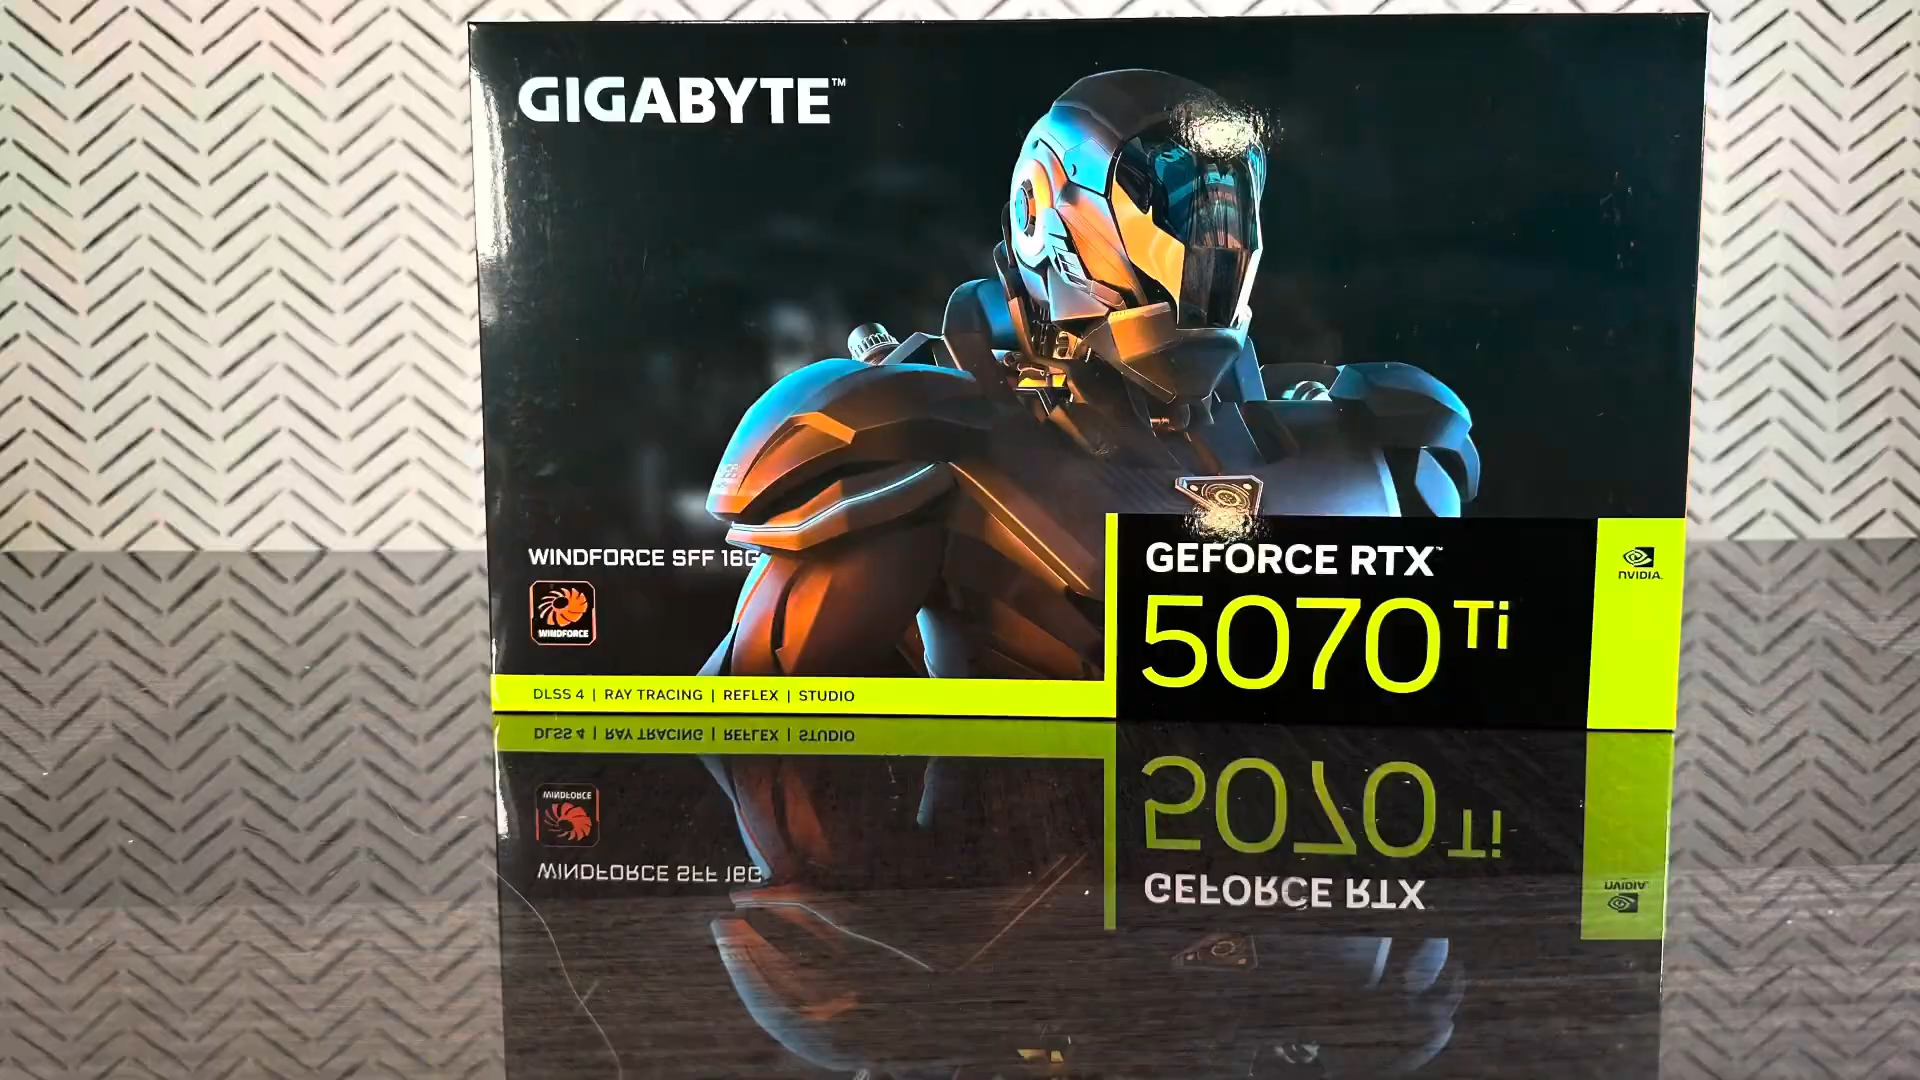 GIGABYTE™
WINDFORCE SFF 16G
WINDFORCE
DLSS 4 | RAY TRACING | REFLEX | STUDIO
GEFORCE RTX™
5070 Ti
NVIDIA.